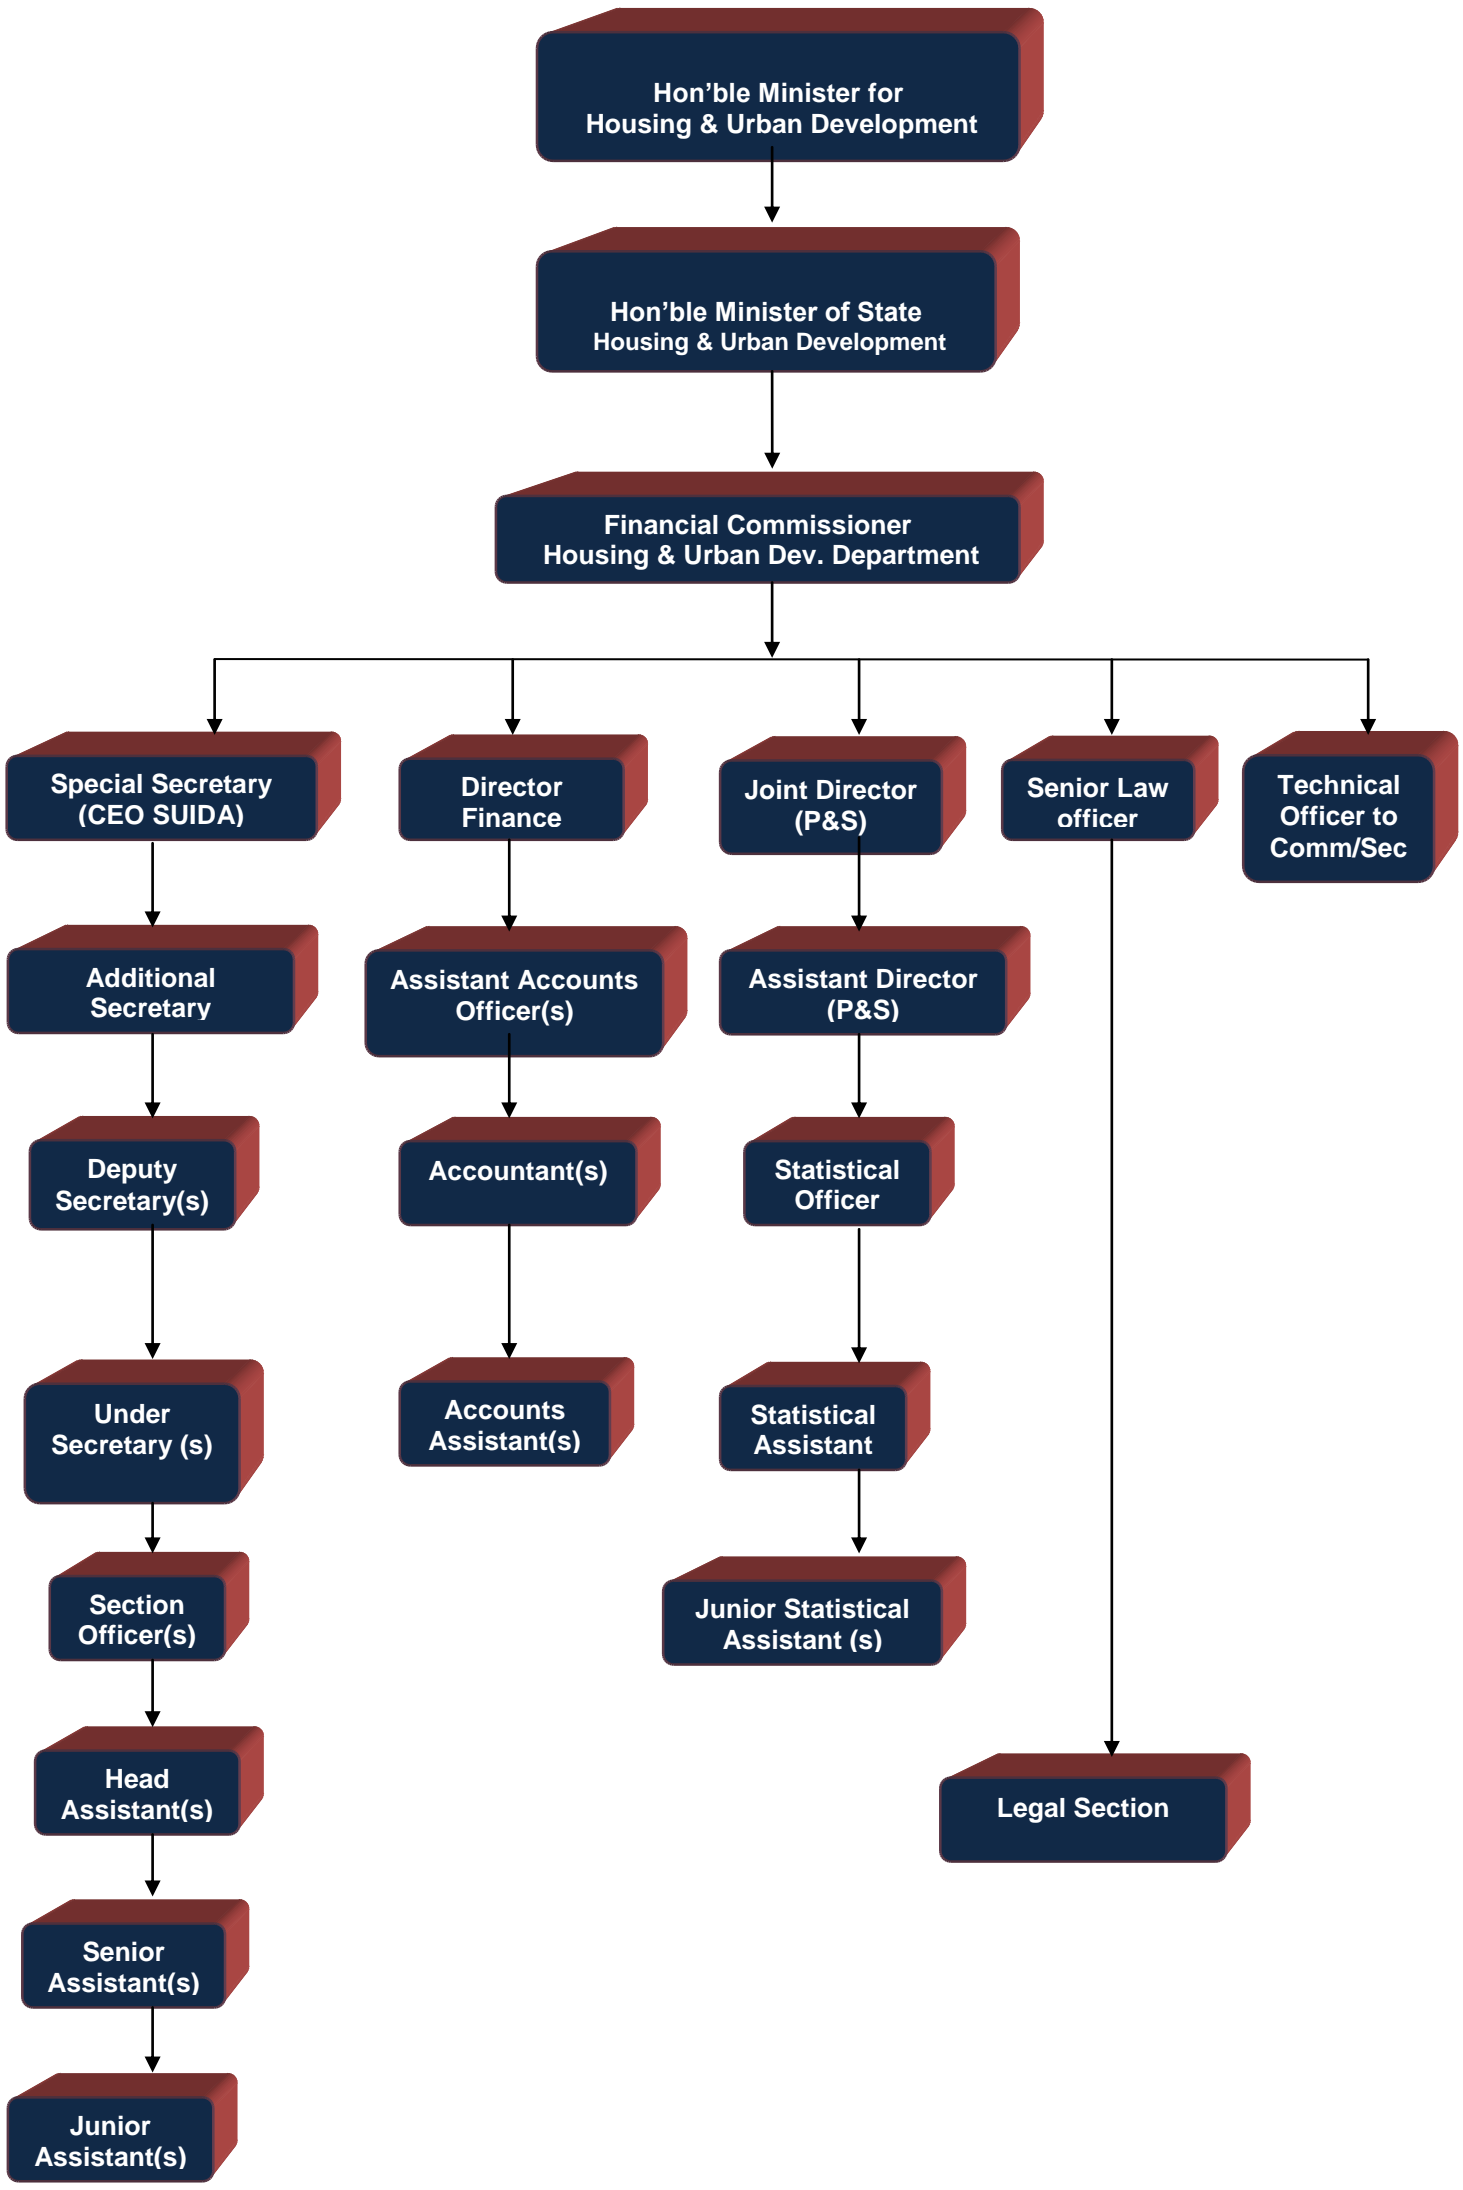 Hon’ble Minister for
Housing & Urban Development
Hon’ble Minister of State
Housing & Urban Development
Financial Commissioner
Housing & Urban Dev. Department
Special Secretary
(CEO SUIDA)
Director
Finance
Joint Director
(P&S)
Senior Law
officer
Technical
Officer to
Comm/Sec
Additional
Secretary
Assistant Accounts
Officer(s)
Assistant Director
(P&S)
Deputy
Secretary(s)
Accountant(s)
Statistical
Officer
Under
Secretary (s)
Accounts
Assistant(s)
Statistical
Assistant
Section
Officer(s)
Junior Statistical
Assistant (s)
Head
Assistant(s)
Legal Section
Senior
Assistant(s)
Junior
Assistant(s)